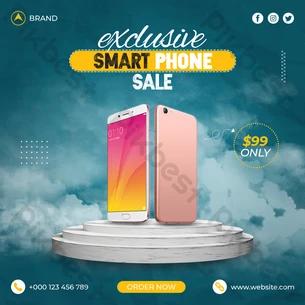 BRAND
exclusive
SMART PHONE
SALE
$99
ONLY
+000 123 456 789
ORDER NOW
www.website.com